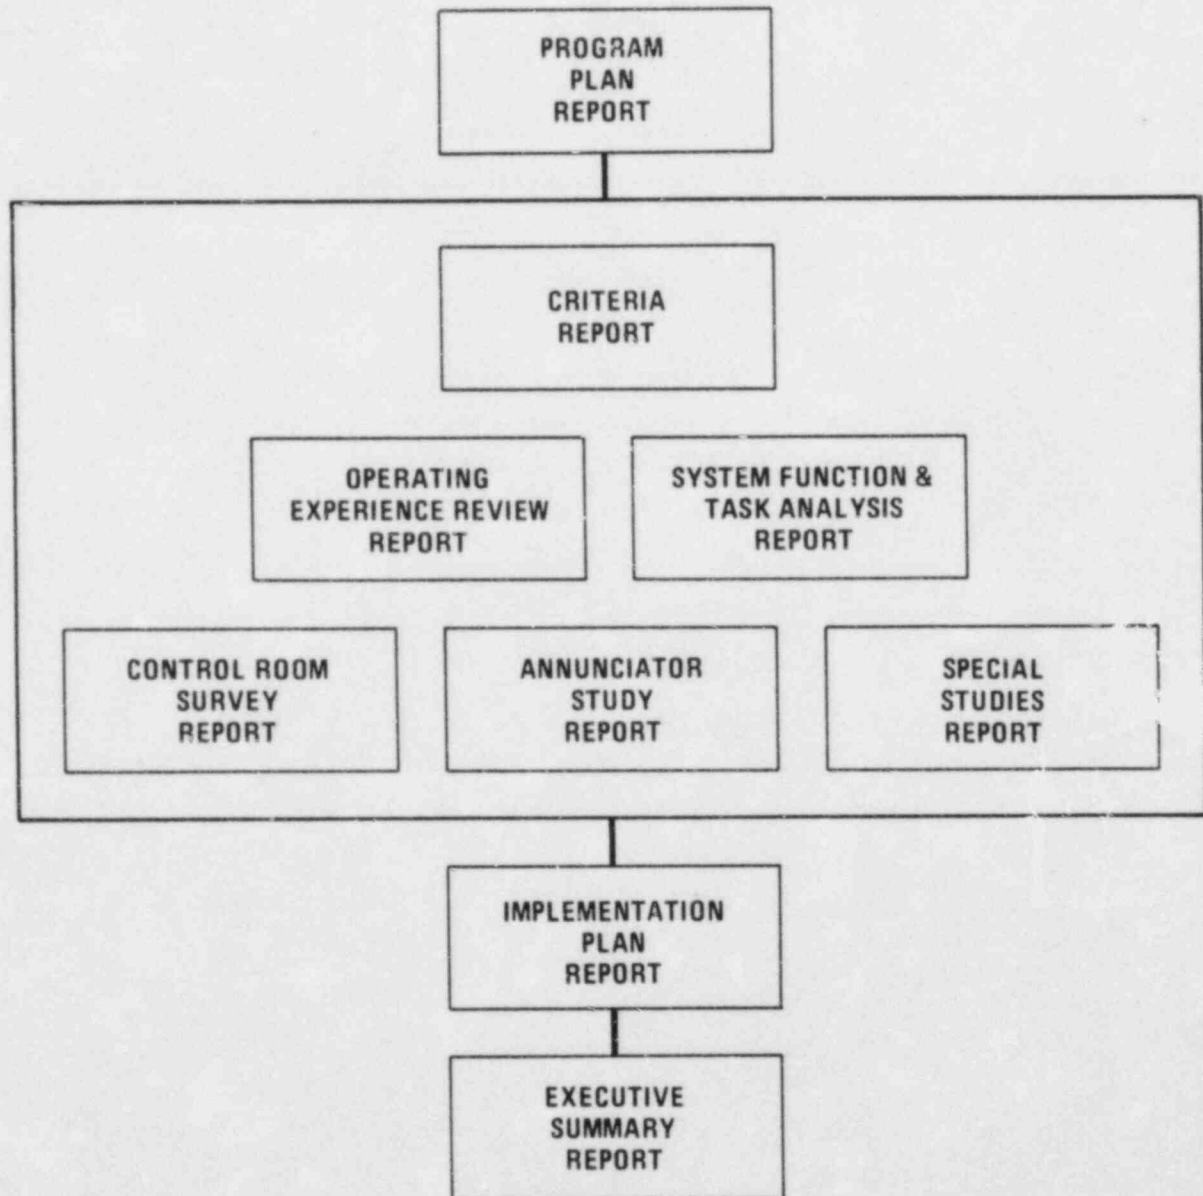 PROGRAM
PLAN
REPORT
CRITERIA
REPORT
OPERATING
EXPERIENCE REVIEW
REPORT
SYSTEM FUNCTION &
TASK ANALYSIS
REPORT
CONTROL ROOM
SURVEY
REPORT
ANNUNCIATOR
STUDY
REPORT
SPECIAL
STUDIES
REPORT
IMPLEMENTATION
PLAN
REPORT
EXECUTIVE
SUMMARY
REPORT